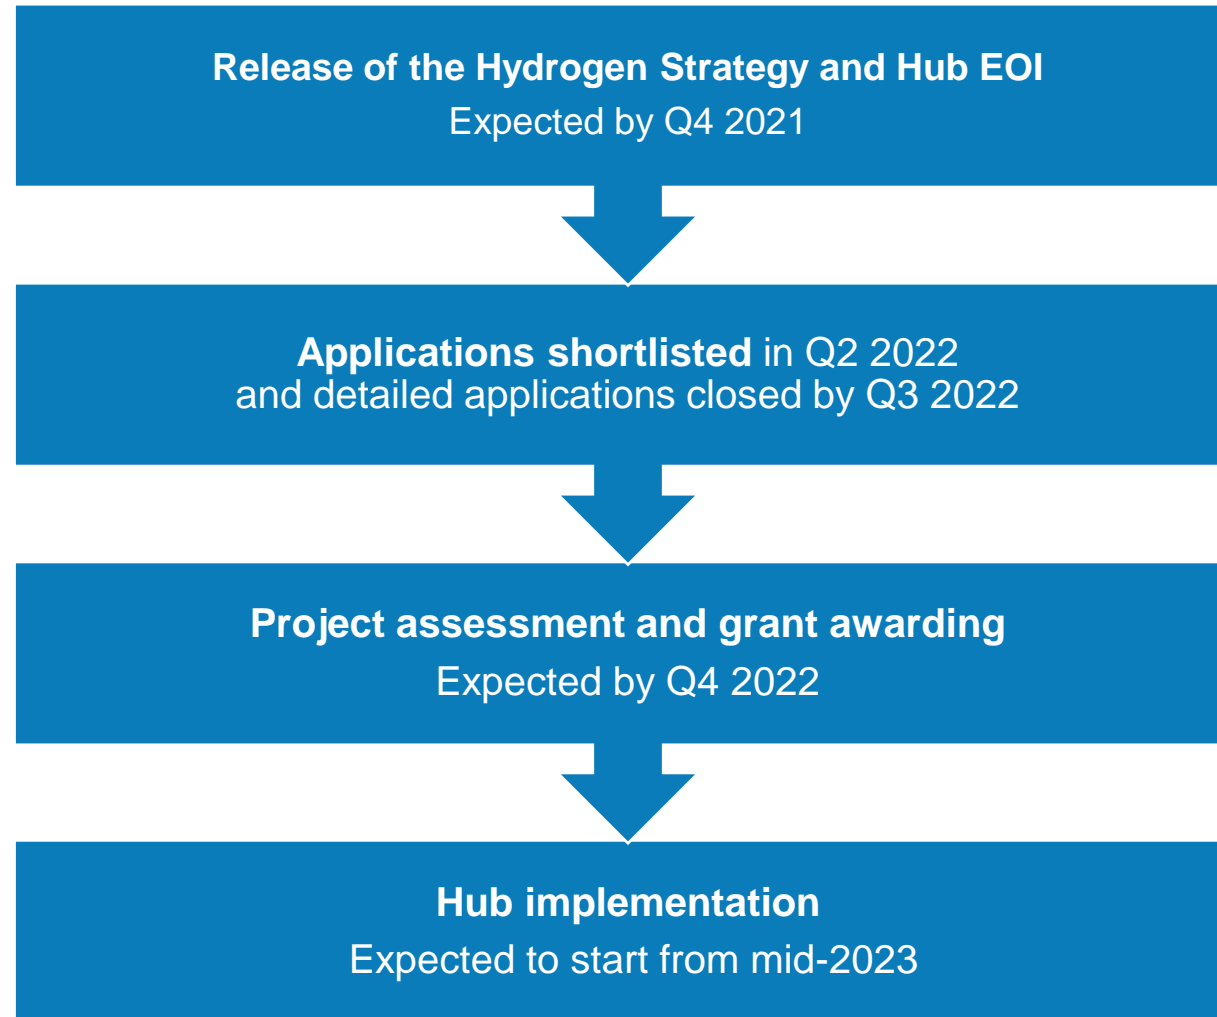 Release of the Hydrogen Strategy and Hub EOI
Expected by Q4 2021
Applications shortlisted in Q2 2022
and detailed applications closed by Q3 2022
Project assessment and grant awarding
Expected by Q4 2022
Hub implementation
Expected to start from mid-2023